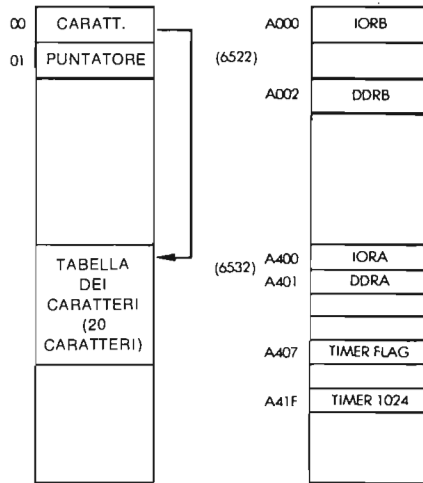 00 CARATT.
01 PUNTATORE
TABELLA
DEI
CARATTERI
(20
CARATTERI)
A000 IORB
(6522)
A002 DDRB
(6532)
A400 IORA
A401 DDRA
A407 TIMER FLAG
A41F TIMER 1024